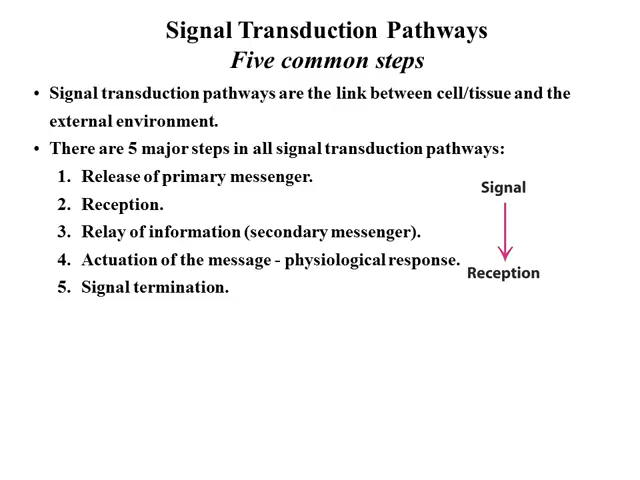 Signal Transduction Pathways
Five common steps
• Signal transduction pathways are the link between cell/tissue and the
external environment.
• There are 5 major steps in all signal transduction pathways:
1. Release of primary messenger.
2. Reception.
3. Relay of information (secondary messenger).
4. Actuation of the message - physiological response.
5. Signal termination.
Signal
Reception